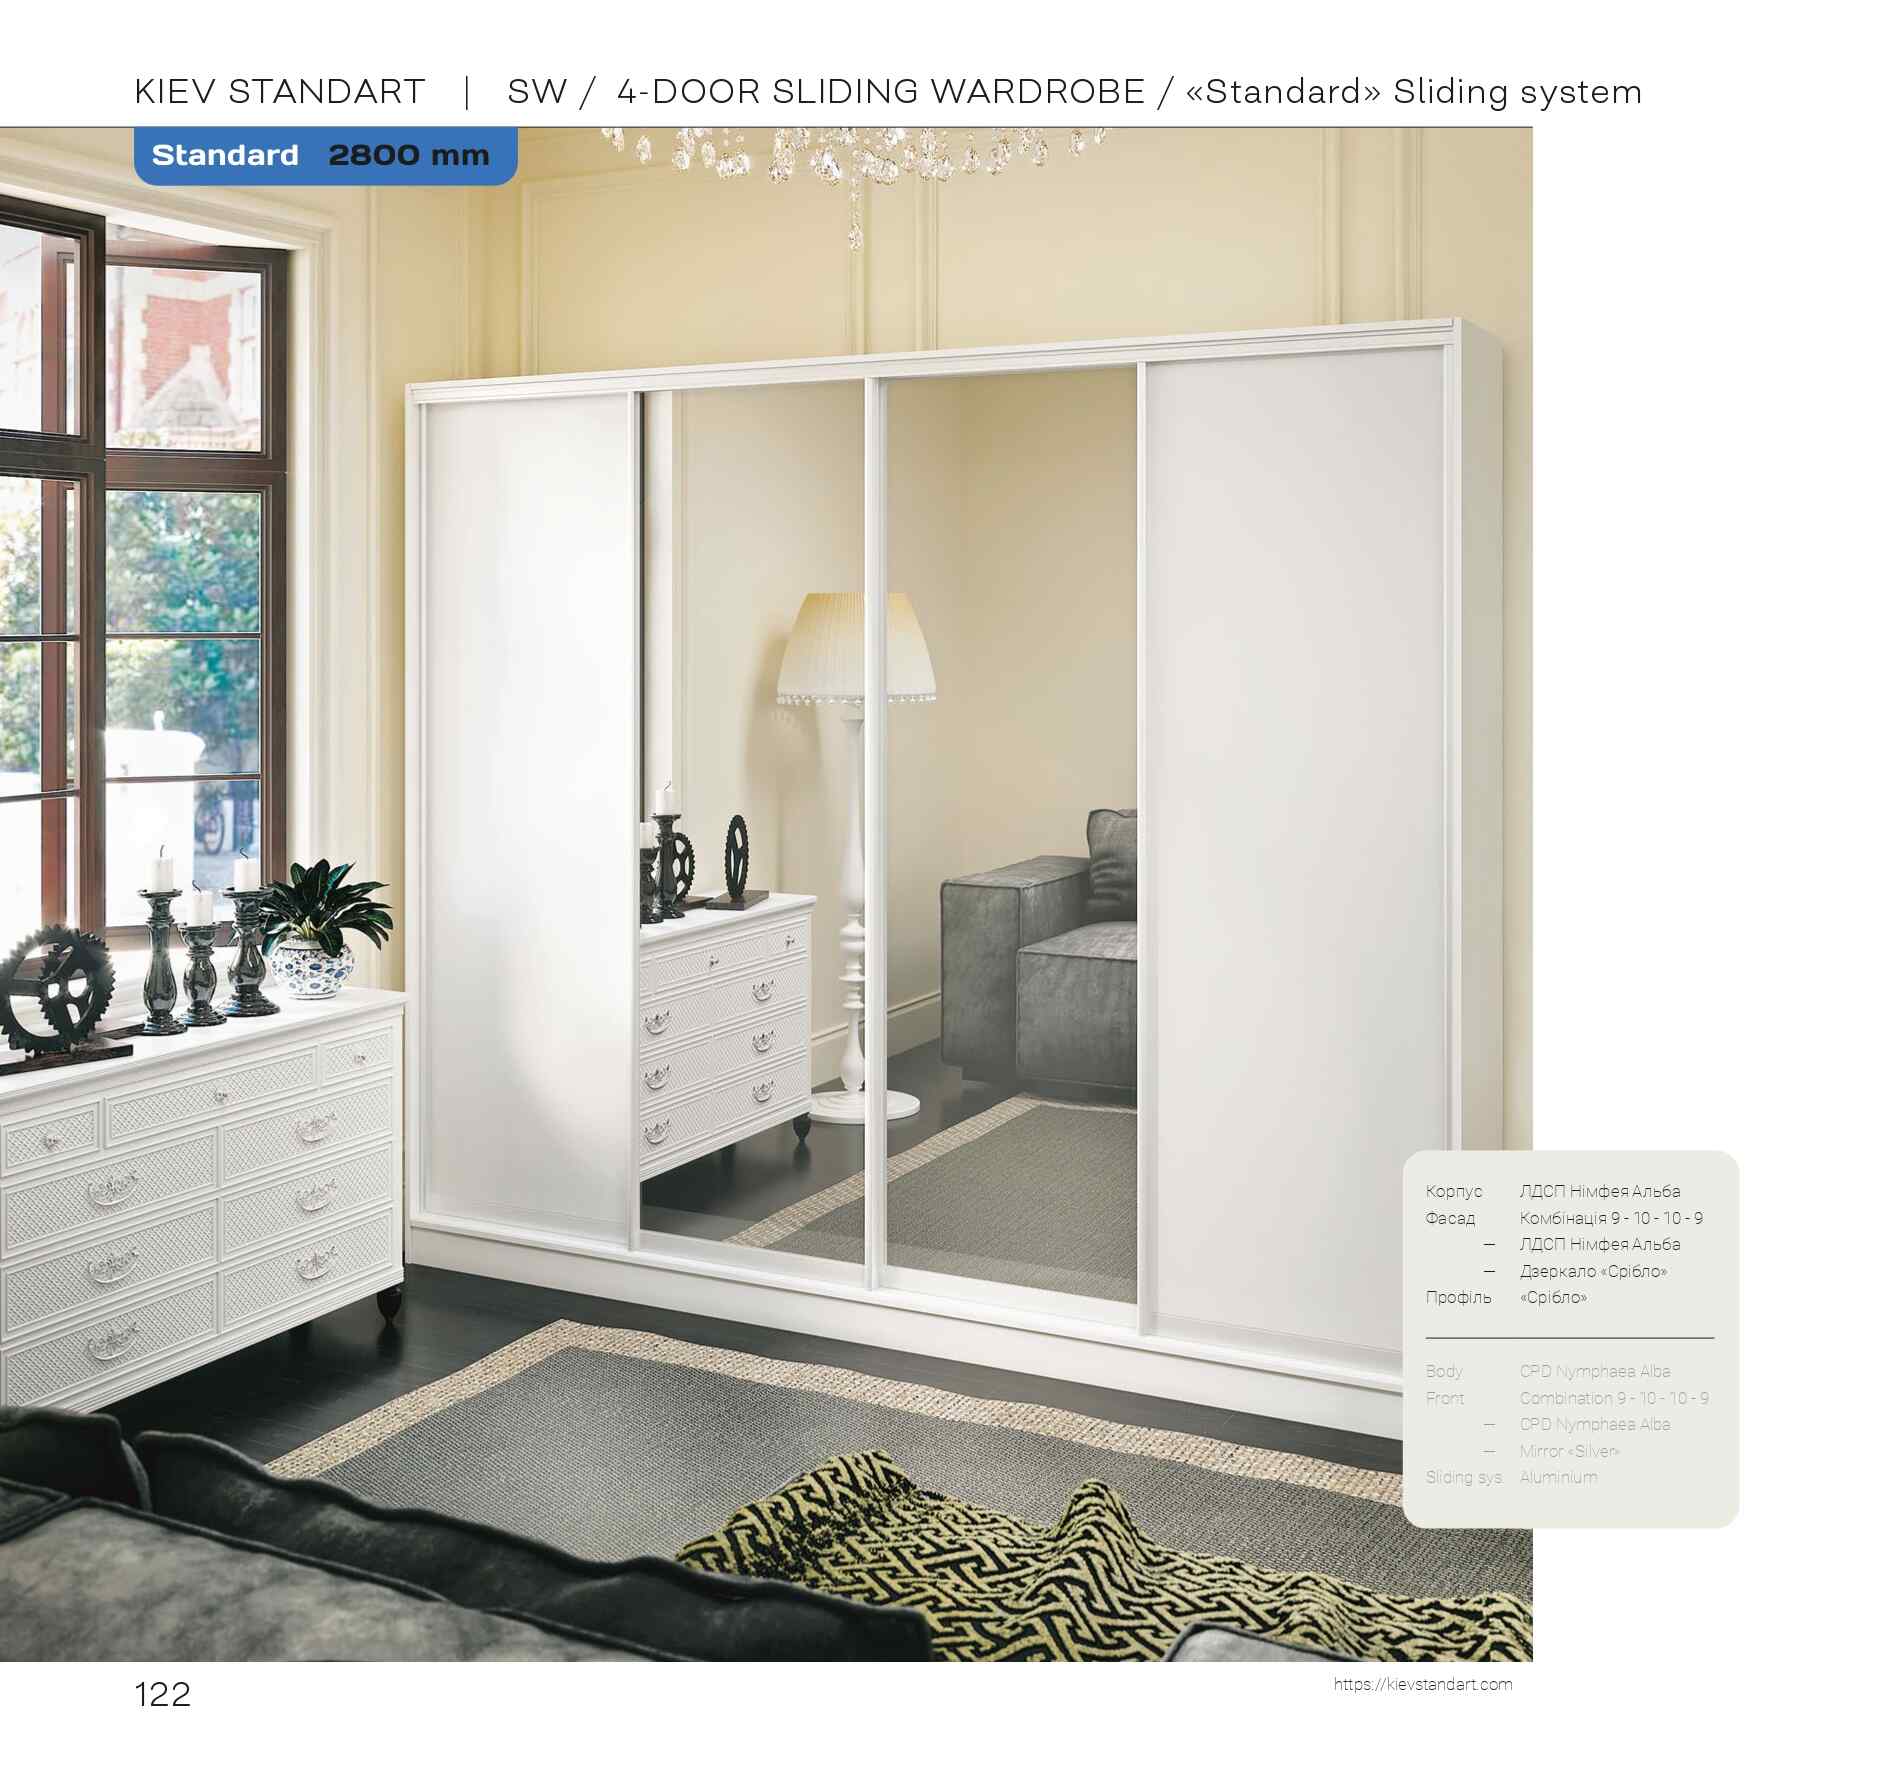 KIEV STANDART | SW / 4-DOOR SLIDING WARDROBE / «Standard» Sliding system
Standard 2800 mm
Корпус ЛДСП Німфея Альба
Фасад Комбінація 9 - 10 - 10 - 9
— ЛДСП Німфея Альба
— Дзеркало «Срібло»
Профіль «Срібло»
Body CPD Nymphaea Alba
Front Combination 9 - 10 - 10 - 9
— CPD Nymphaea Alba
— Mirror «Silver»
Sliding sys. Aluminium
122
https://kievstandart.com